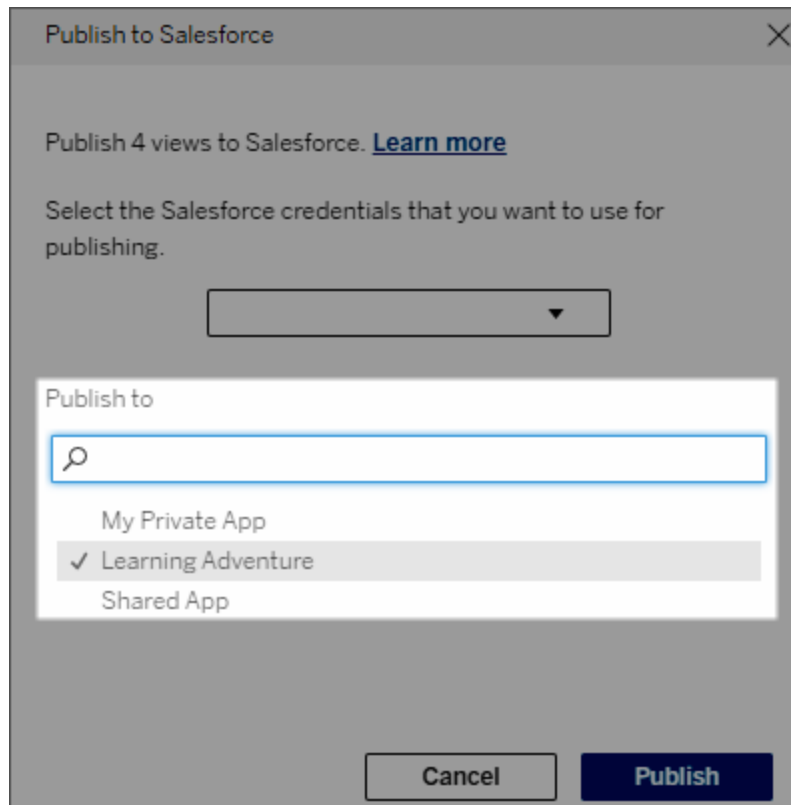 Publish to Salesforce
Publish 4 views to Salesforce. Learn more
Select the Salesforce credentials that you want to use for
publishing.
Publish to
My Private App
Learning Adventure
Shared App
Cancel Publish